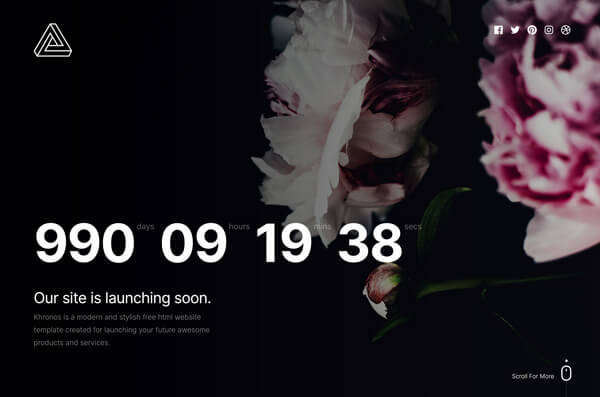 990 days 09 hours 19 mins 38 secs
Our site is launching soon.
Khronos is a modern and stylish free html website
template created for launching your future awesome
products and services.
Scroll For More